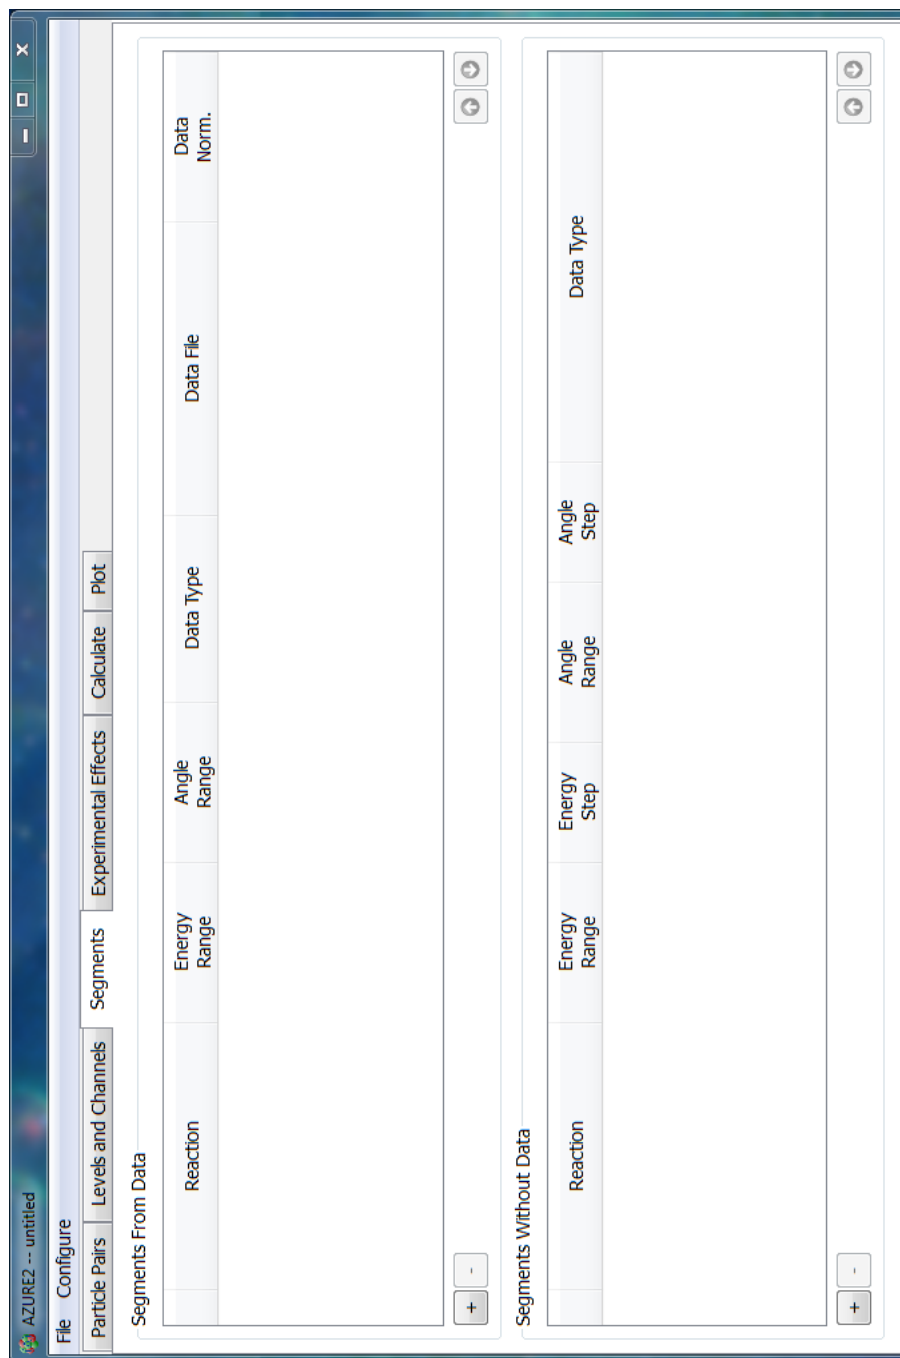 AZURE2 -- untitled
File Configure
Particle Pairs Levels and Channels Segments Experimental Effects Calculate Plot
Segments From Data
Reaction
Energy
Range
Angle
Range
Data Type
Data File
Data
Norm.
+ -
Segments Without Data
Reaction
Energy
Range
Energy
Step
Angle
Range
Angle
Step
Data Type
+ -